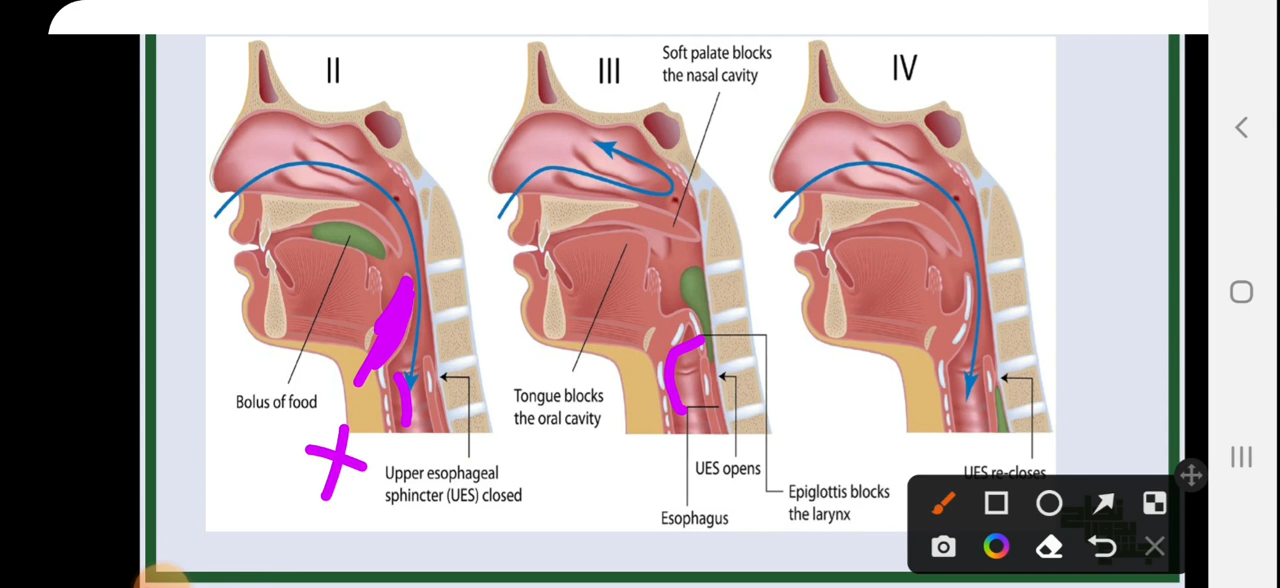 II
III
IV
Soft palate blocks
the nasal cavity
Bolus of food
Tongue blocks
the oral cavity
Upper esophageal
sphincter (UES) closed
UES opens
UES re-closes
Epiglottis blocks
the larynx
Esophagus